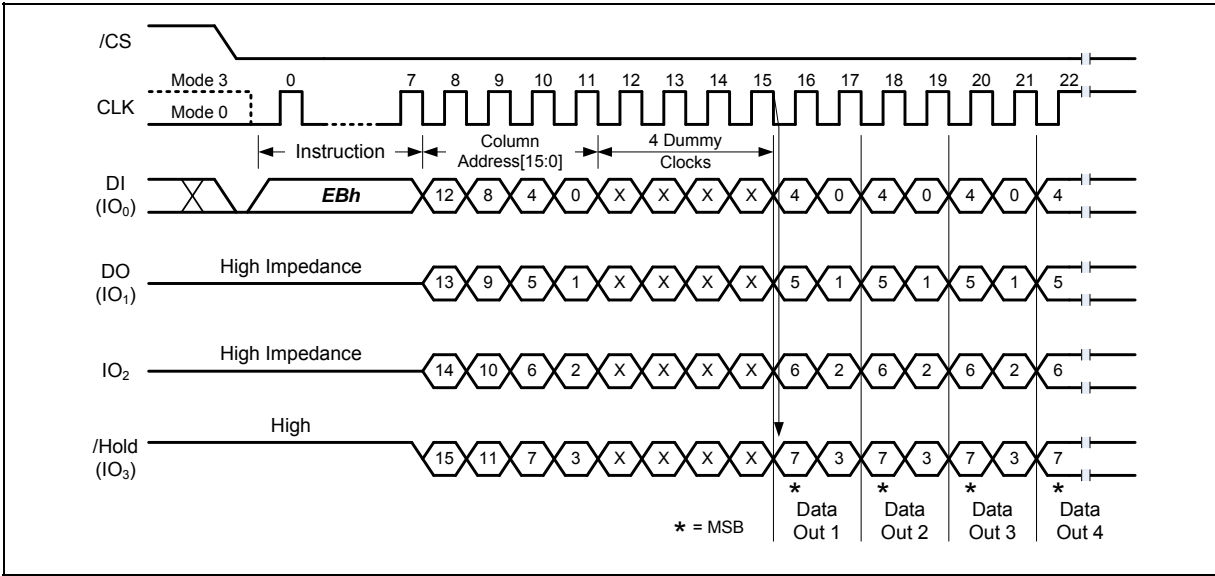 /CS
Mode 3 0 7 8 9 10 11 12 13 14 15 16 17 18 19 20 21 22
CLK
Mode 0
Instruction
Column
Address[15:0]
4 Dummy
Clocks
DI
(IO0)
EBh 12 8 4 0 X X X X 4 0 4 0 4 0 4
DO
(IO1)
High Impedance 13 9 5 1 X X X X 5 1 5 1 5 1 5
IO2
High Impedance 14 10 6 2 X X X X 6 2 6 2 6 2 6
/Hold
(IO3)
High 15 11 7 3 X X X X 7 3 7 3 7 3 7
* * * *
* = MSB
Data
Out 1
Data
Out 2
Data
Out 3
Data
Out 4